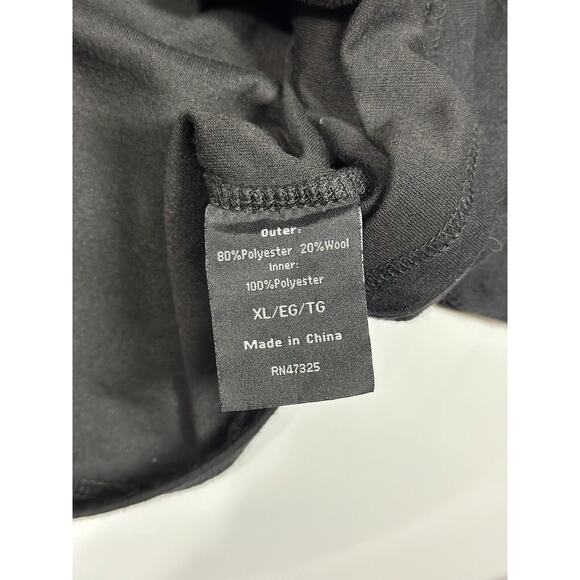 Outer:
80%Polyester 20%Wool
Inner:
100%Polyester
XL/EG/TG
Made in China
RN47325